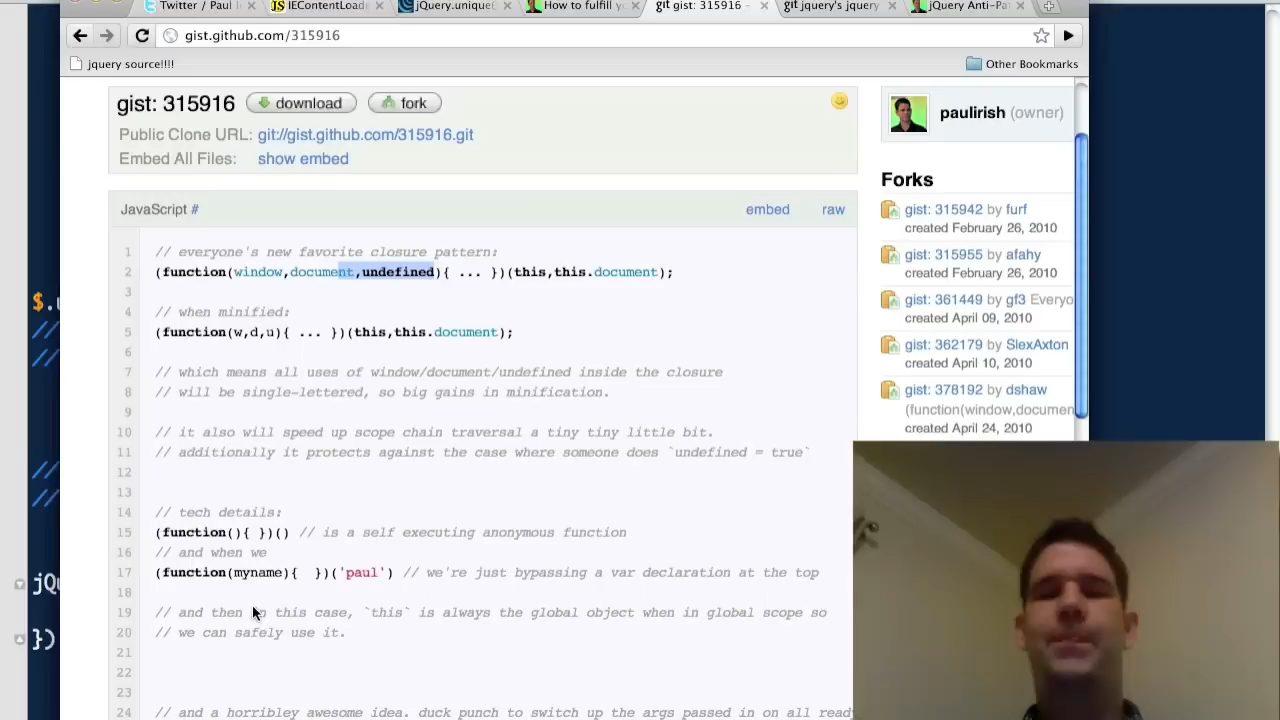 Twitter / Paul I
JS IEContentLoade
jQuery.unique(
How to fulfill yo
git gist: 315916 -
git jquery's jquery
jQuery Anti-Pa
gist.github.com/315916
jquery source!!!!
Other Bookmarks
gist: 315916 download fork
Public Clone URL: git://gist.github.com/315916.git
Embed All Files: show embed
paulirish (owner)
Forks
gist: 315942 by furf
created February 26, 2010
gist: 315955 by afahy
created February 26, 2010
gist: 361449 by gf3 Everyo
created April 09, 2010
gist: 362179 by SlexAxton
created April 10, 2010
gist: 378192 by dshaw
(function(window,documen
created April 24, 2010
JavaScript # embed raw
1 // everyone's new favorite closure pattern:
2 (function(window,document,undefined){ ... })(this,this.document);
3
4 // when minified:
5 (function(w,d,u){ ... })(this,this.document);
6
7 // which means all uses of window/document/undefined inside the closure
8 // will be single-lettered, so big gains in minification.
9
10 // it also will speed up scope chain traversal a tiny tiny little bit.
11 // additionally it protects against the case where someone does `undefined = true`
12
13
14 // tech details:
15 (function(){ })() // is a self executing anonymous function
16 // and when we
17 (function(myname){ })('paul') // we're just bypassing a var declaration at the top
18
19 // and then in this case, `this` is always the global object when in global scope so
20 // we can safely use it.
21
22
23
24 // and a horribley awesome idea. duck punch to switch up the args passed in on all ready
$.u
//
//
//
//
jQu
})